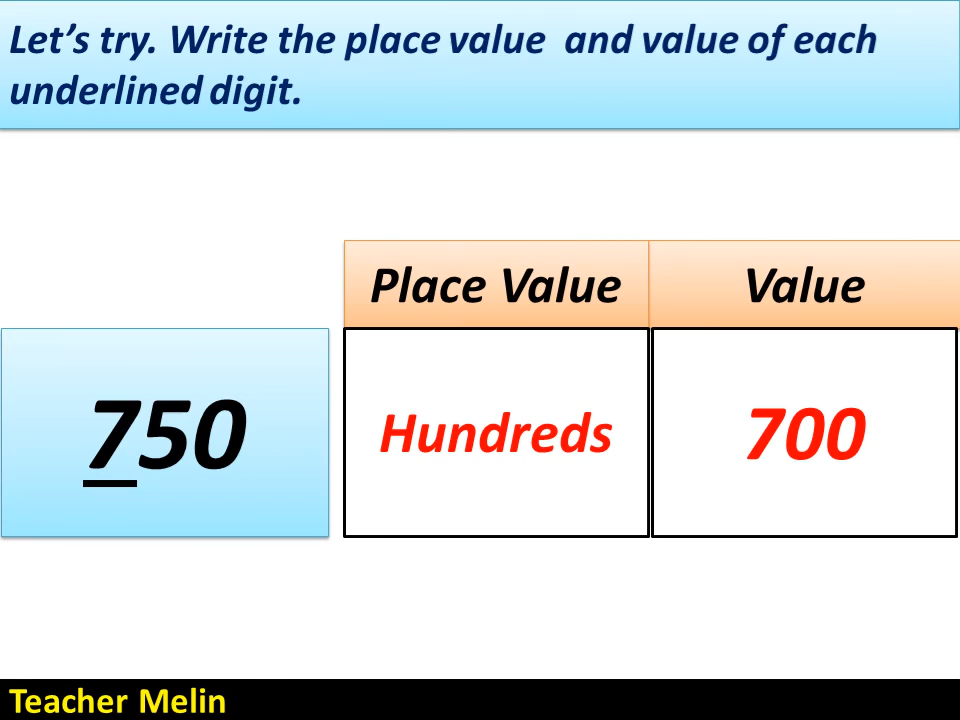 Let’s try. Write the place value  and value of each
underlined digit.
Place Value
Value
750
Hundreds
700
Teacher Melin